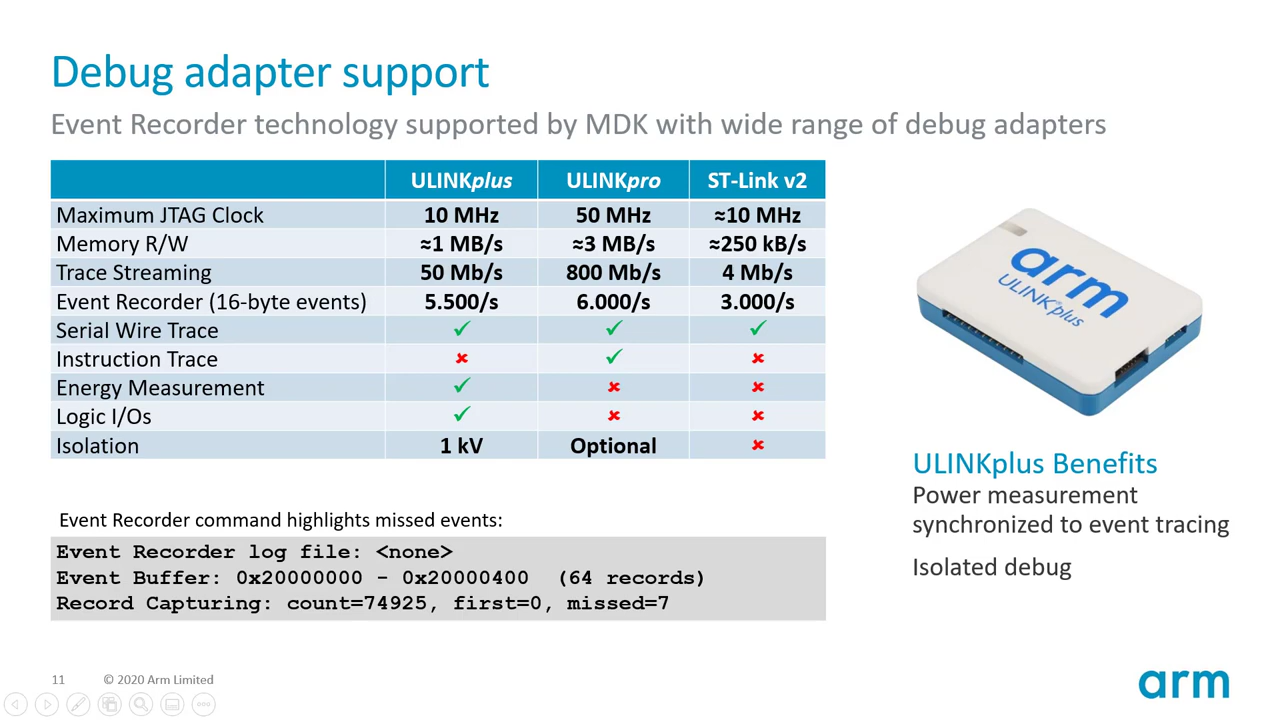 Debug adapter support
Event Recorder technology supported by MDK with wide range of debug adapters
ULINKplus ULINKpro ST-Link v2
Maximum JTAG Clock 10 MHz 50 MHz ≈10 MHz
Memory R/W ≈1 MB/s ≈3 MB/s ≈250 kB/s
Trace Streaming 50 Mb/s 800 Mb/s 4 Mb/s
Event Recorder (16-byte events) 5.500/s 6.000/s 3.000/s
Serial Wire Trace ✓ ✓ ✓
Instruction Trace ✗ ✓ ✗
Energy Measurement ✓ ✗ ✗
Logic I/Os ✓ ✗ ✗
Isolation 1 kV Optional ✗
arm
ULINK®plus
ULINKplus Benefits
Power measurement
synchronized to event tracing
Isolated debug
Event Recorder command highlights missed events:
Event Recorder log file: <none>
Event Buffer: 0x20000000 - 0x20000400 (64 records)
Record Capturing: count=74925, first=0, missed=7
11 © 2020 Arm Limited
arm